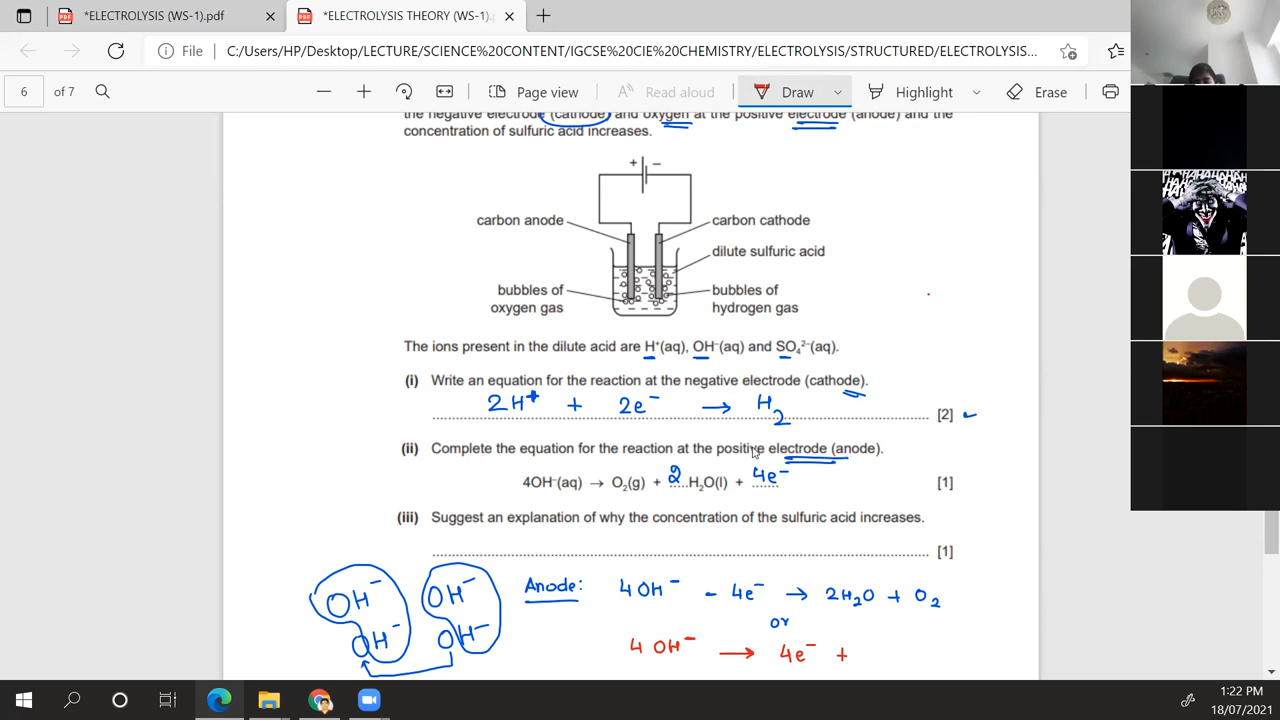 *ELECTROLYSIS (WS-1).pdf
*ELECTROLYSIS THEORY (WS-1).
File C:/Users/HP/Desktop/LECTURE/SCIENCE%20CONTENT/IGCSE%20CIE%20CHEMISTRY/ELECTROLYSIS/STRUCTURED/ELECTROLYSIS...
6 of 7 Page view Read aloud Draw Highlight Erase
the negative electrode (cathode) and oxygen at the positive electrode (anode) and the
concentration of sulfuric acid increases.
+ −
carbon anode carbon cathode
dilute sulfuric acid
bubbles of oxygen gas
bubbles of hydrogen gas
The ions present in the dilute acid are H⁺(aq), OH⁻(aq) and SO₄²⁻(aq).
(i) Write an equation for the reaction at the negative electrode (cathode).
2H⁺ + 2e⁻ → H₂ [2]
(ii) Complete the equation for the reaction at the positive electrode (anode).
4OH⁻(aq) → O₂(g) + 2 H₂O(l) + 4e⁻ [1]
(iii) Suggest an explanation of why the concentration of the sulfuric acid increases.
[1]
OH⁻ OH⁻
OH⁻ OH⁻
Anode: 4OH⁻ - 4e⁻ → 2H₂O + O₂
or
4OH⁻ → 4e⁻ +
HAHAHAHAHA
1:22 PM
18/07/2021